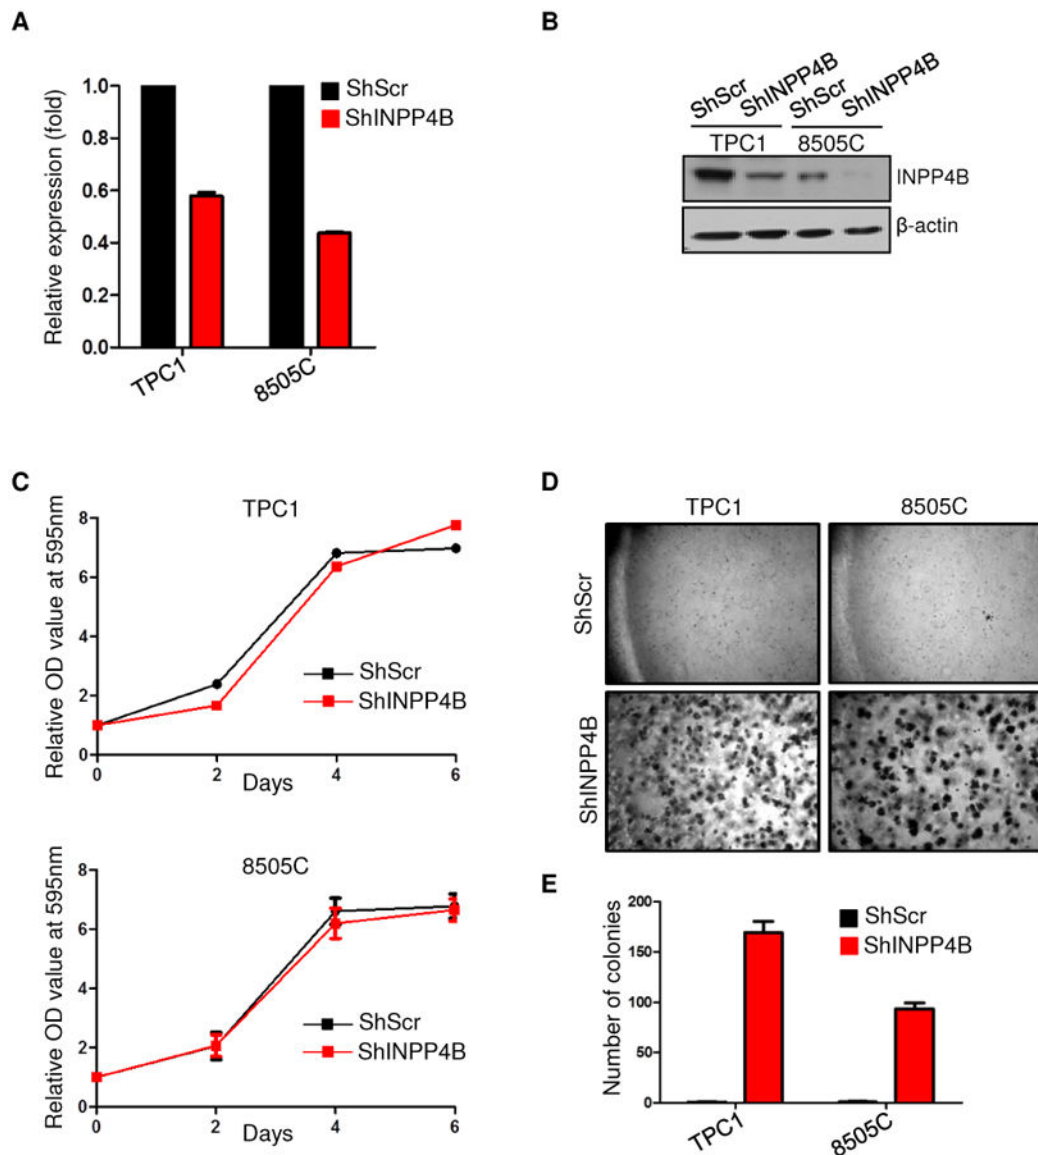 A
Relative expression (fold)
1.0
0.8
0.6
0.4
0.2
0.0
ShScr
ShINPP4B
TPC1
8505C
B
ShScr ShINPP4B ShScr ShINPP4B
TPC1 8505C
INPP4B
β-actin
C
TPC1
Relative OD value at 595nm
8
6
4
2
0
ShScr
ShINPP4B
0 2 4 6
Days
8505C
Relative OD value at 595nm
8
6
4
2
0
ShScr
ShINPP4B
0 2 4 6
Days
D
TPC1 8505C
ShScr
ShINPP4B
E
Number of colonies
200
150
100
50
0
ShScr
ShINPP4B
TPC1
8505C